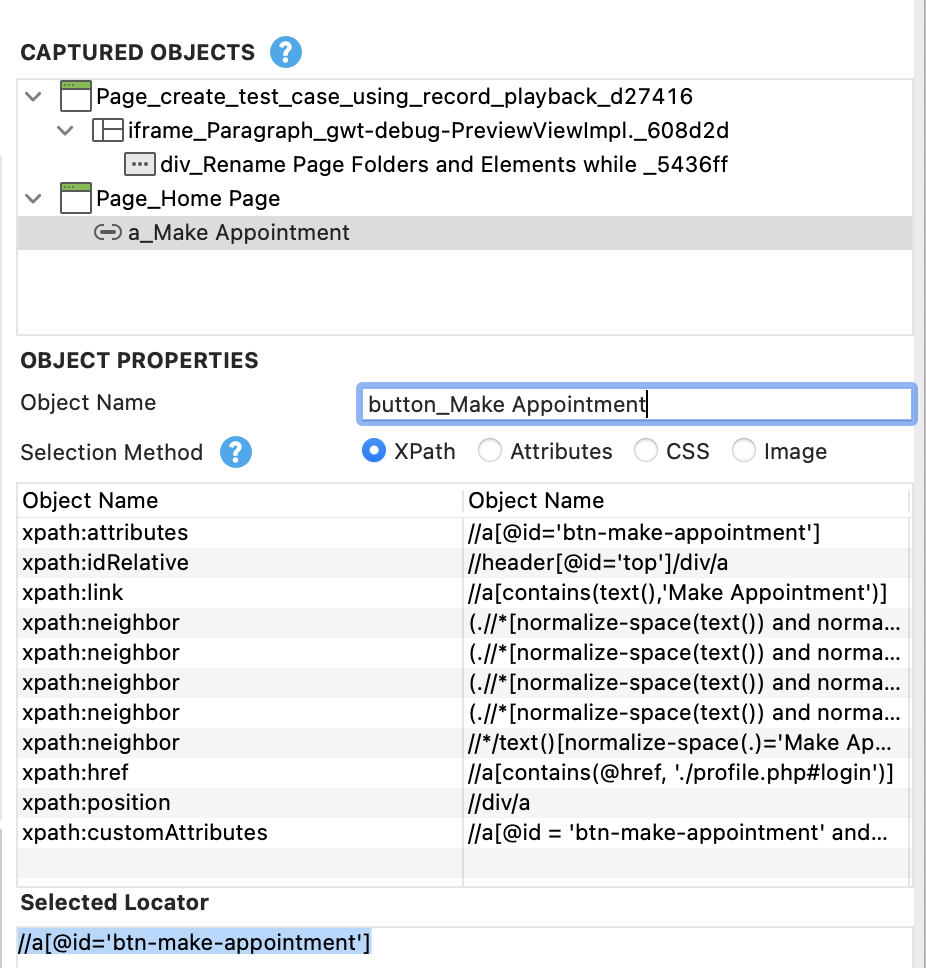 CAPTURED OBJECTS ?
Page_create_test_case_using_record_playback_d27416
iframe_Paragraph_gwt-debug-PreviewViewImpl._608d2d
div_Rename Page Folders and Elements while _5436ff
Page_Home Page
a_Make Appointment
OBJECT PROPERTIES
Object Name button_Make Appointment
Selection Method ? XPath Attributes CSS Image
Object Name Object Name
xpath:attributes //a[@id='btn-make-appointment']
xpath:idRelative //header[@id='top']/div/a
xpath:link //a[contains(text(),'Make Appointment')]
xpath:neighbor (.//*[normalize-space(text()) and norma...
xpath:neighbor (.//*[normalize-space(text()) and norma...
xpath:neighbor (.//*[normalize-space(text()) and norma...
xpath:neighbor (.//*[normalize-space(text()) and norma...
xpath:neighbor //*/text()[normalize-space(.)='Make Ap...
xpath:href //a[contains(@href, './profile.php#login')]
xpath:position //div/a
xpath:customAttributes //a[@id = 'btn-make-appointment' and...
Selected Locator
//a[@id='btn-make-appointment']